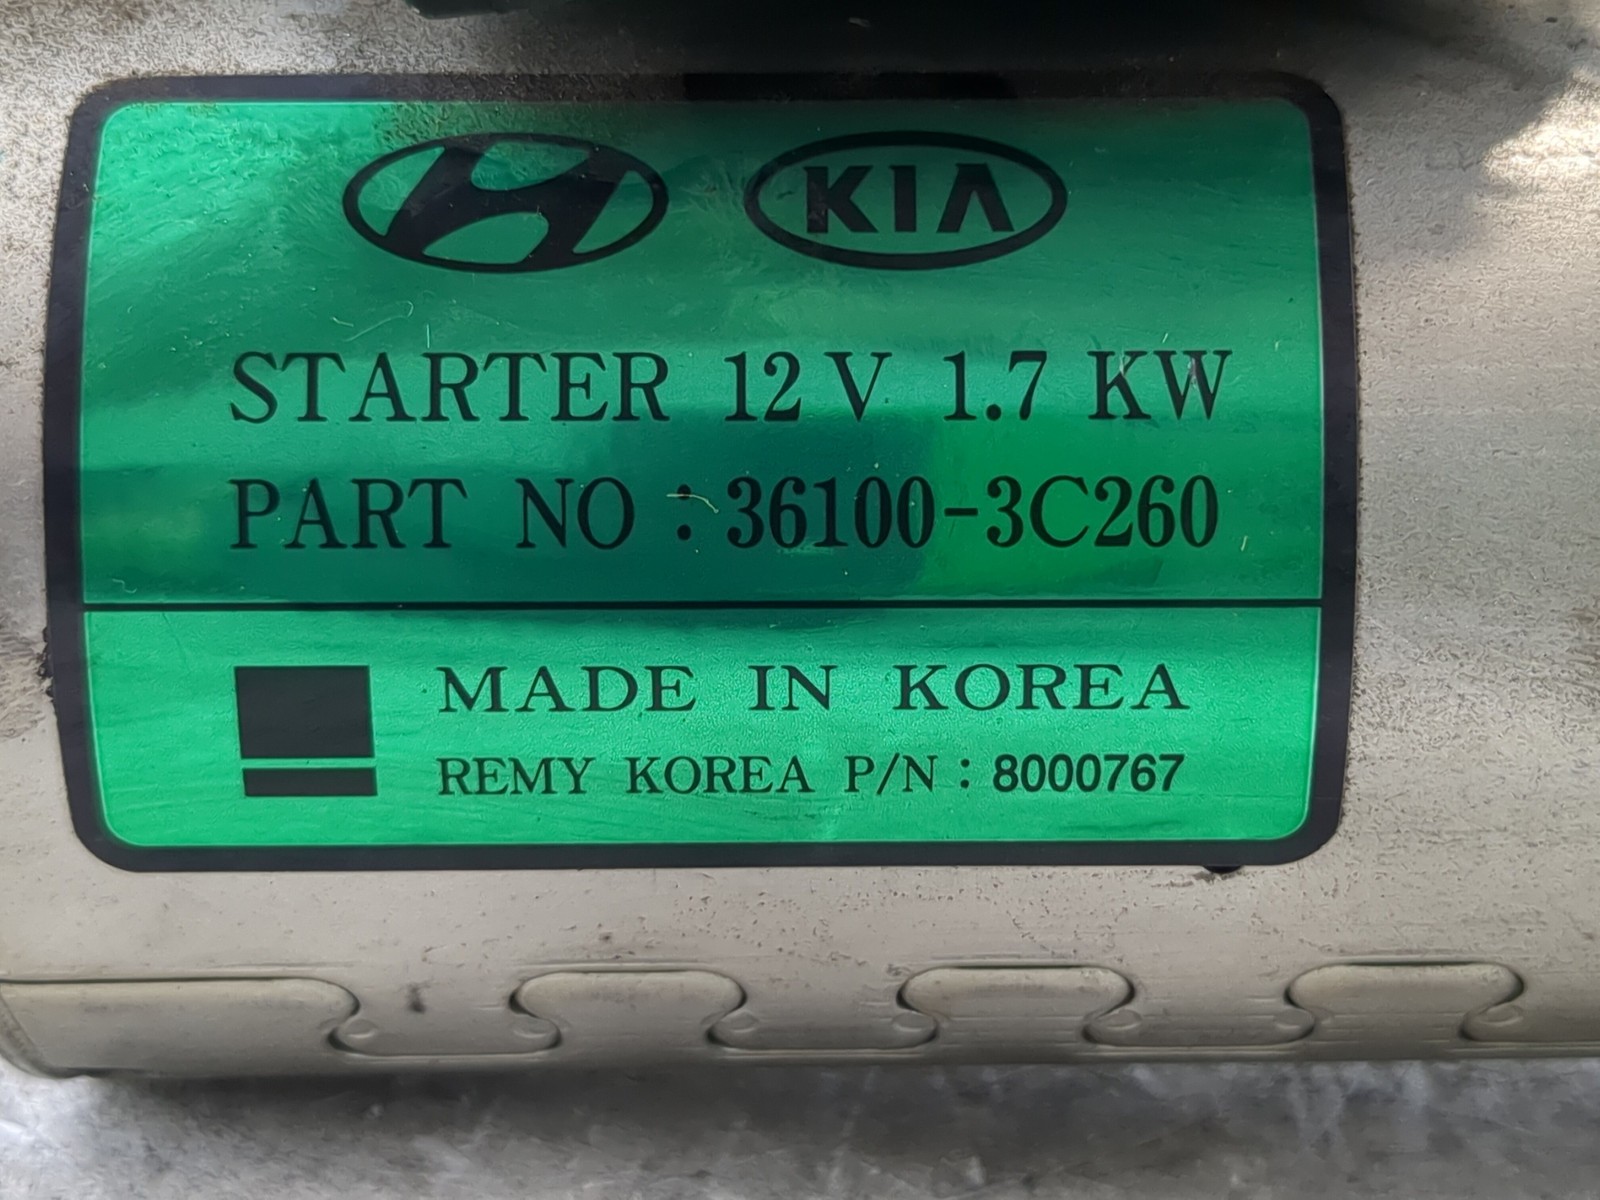 KIA
STARTER 12V 1.7 KW
PART NO : 36100-3C260
MADE IN KOREA
REMY KOREA P/N : 8000767